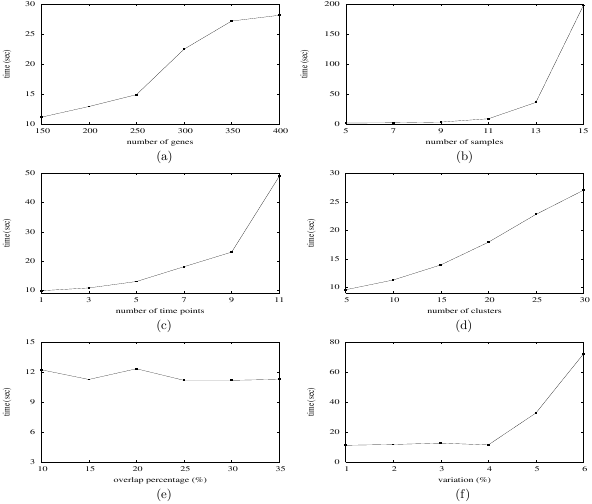 30
25
20
15
10
time (sec)
150 200 250 300 350 400
number of genes
(a)
200
150
100
50
0
time (sec)
5 7 9 11 13 15
number of samples
(b)
50
40
30
20
10
time (sec)
1 3 5 7 9 11
number of time points
(c)
30
25
20
15
10
time (sec)
5 10 15 20 25 30
number of clusters
(d)
15
12
9
6
3
time (sec)
10 15 20 25 30 35
overlap percentage (%)
(e)
80
60
40
20
0
time (sec)
1 2 3 4 5 6
variation (%)
(f)